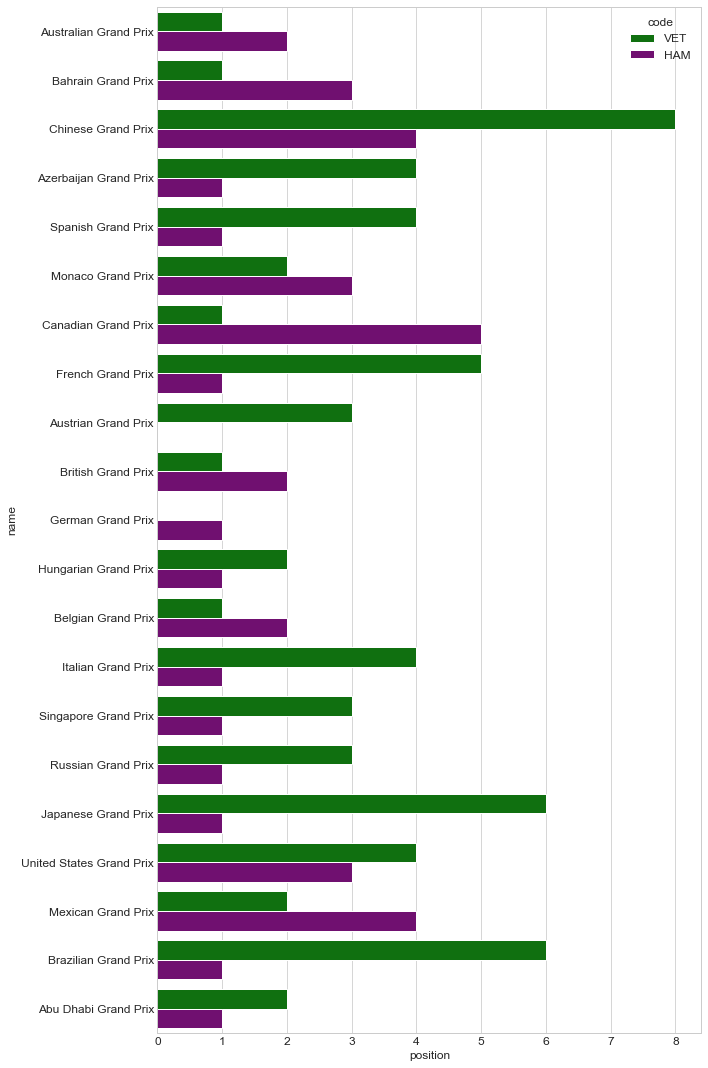 code
VET
HAM
Australian Grand Prix
Bahrain Grand Prix
Chinese Grand Prix
Azerbaijan Grand Prix
Spanish Grand Prix
Monaco Grand Prix
Canadian Grand Prix
French Grand Prix
Austrian Grand Prix
British Grand Prix
German Grand Prix
Hungarian Grand Prix
Belgian Grand Prix
Italian Grand Prix
Singapore Grand Prix
Russian Grand Prix
Japanese Grand Prix
United States Grand Prix
Mexican Grand Prix
Brazilian Grand Prix
Abu Dhabi Grand Prix
name
0 1 2 3 4 5 6 7 8
position